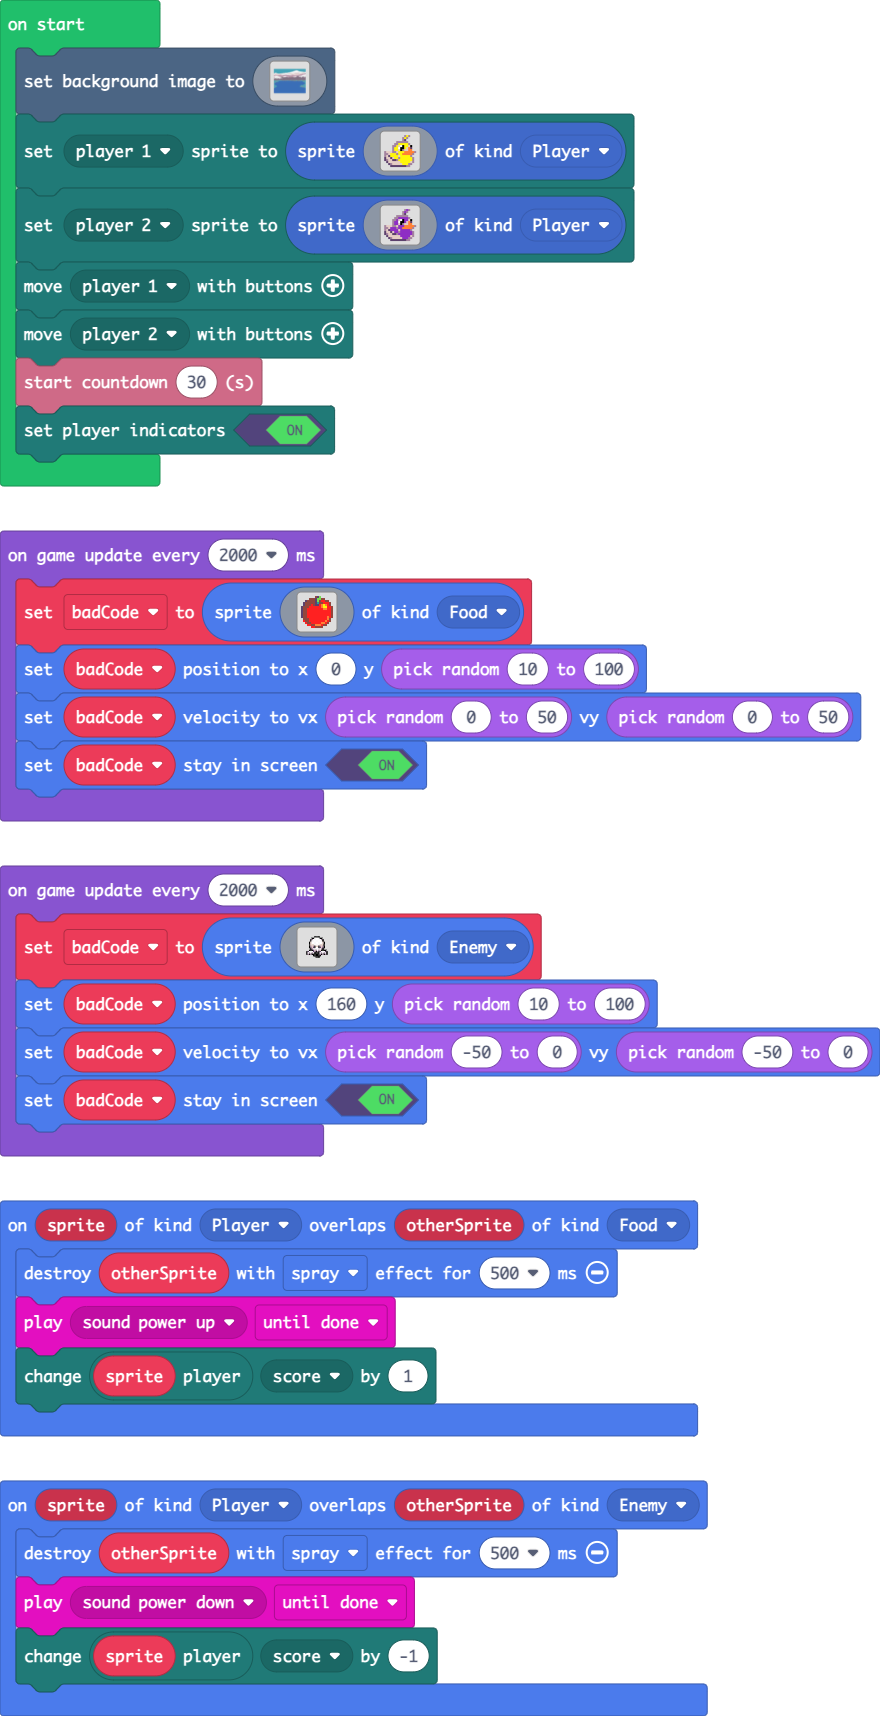 on start
set background image to
set player 1 sprite to sprite of kind Player
set player 2 sprite to sprite of kind Player
move player 1 with buttons
move player 2 with buttons
start countdown 30 (s)
set player indicators ON
on game update every 2000 ms
set badCode to sprite of kind Food
set badCode position to x 0 y pick random 10 to 100
set badCode velocity to vx pick random 0 to 50 vy pick random 0 to 50
set badCode stay in screen ON
on game update every 2000 ms
set badCode to sprite of kind Enemy
set badCode position to x 160 y pick random 10 to 100
set badCode velocity to vx pick random -50 to 0 vy pick random -50 to 0
set badCode stay in screen ON
on sprite of kind Player overlaps otherSprite of kind Food
destroy otherSprite with spray effect for 500 ms
play sound power up until done
change sprite player score by 1
on sprite of kind Player overlaps otherSprite of kind Enemy
destroy otherSprite with spray effect for 500 ms
play sound power down until done
change sprite player score by -1